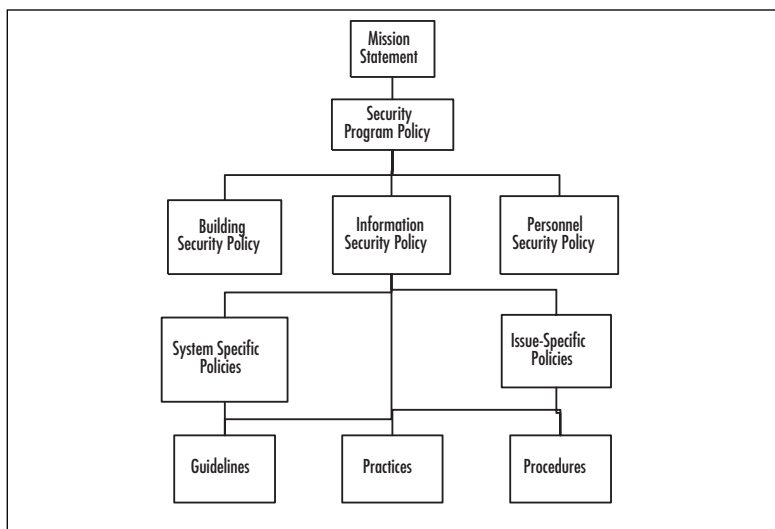 Mission
Statement
Security
Program Policy
Building
Security Policy
Information
Security Policy
Personnel
Security Policy
System Specific
Policies
Issue-Specific
Policies
Guidelines
Practices
Procedures